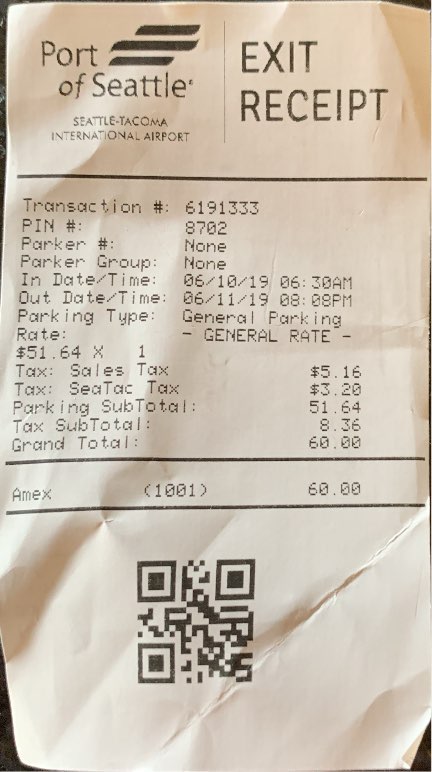 Port
of Seattle®
SEATTLE-TACOMA
INTERNATIONAL AIRPORT
EXIT
RECEIPT
Transaction #: 6191333
PIN #: 8702
Parker #: None
Parker Group: None
In Date/Time: 06/10/19 06:30AM
Out Date/Time: 06/11/19 08:08PM
Parking Type: General Parking
Rate: - GENERAL RATE -
$51.64 X 1
Tax: Sales Tax $5.16
Tax: SeaTac Tax $3.20
Parking SubTotal: 51.64
Tax SubTotal: 8.36
Grand Total: 60.00
Amex (1001) 60.00